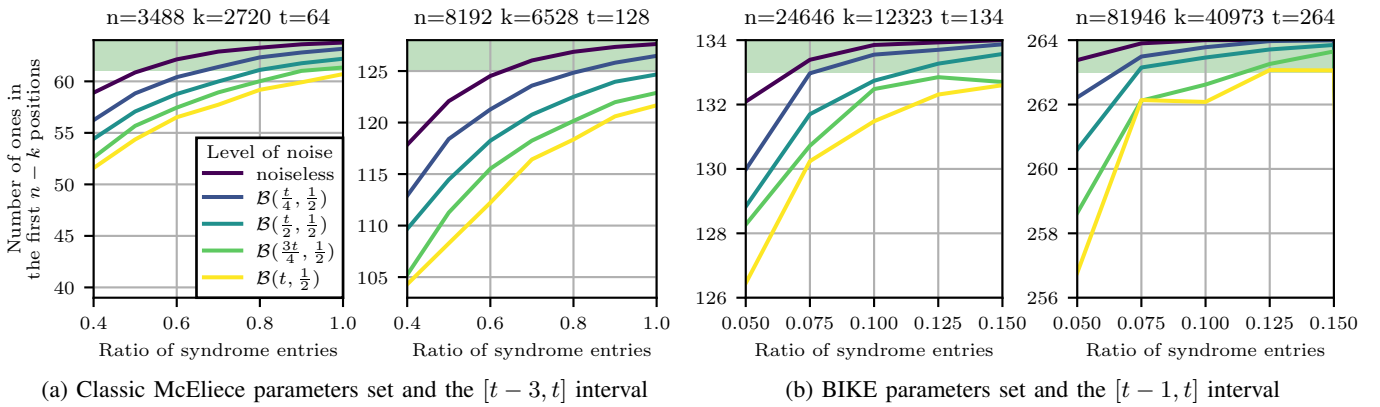 n=3488 k=2720 t=64
n=8192 k=6528 t=128
n=24646 k=12323 t=134
n=81946 k=40973 t=264
Number of ones in
the first n − k positions
60
55
50
45
40
0.4 0.6 0.8 1.0
Ratio of syndrome entries
Level of noise
noiseless
B(t/4, 1/2)
B(t/2, 1/2)
B(3t/4, 1/2)
B(t, 1/2)
125
120
115
110
105
0.4 0.6 0.8 1.0
Ratio of syndrome entries
134
132
130
128
126
0.050 0.075 0.100 0.125 0.150
Ratio of syndrome entries
264
262
260
258
256
0.050 0.075 0.100 0.125 0.150
Ratio of syndrome entries
(a) Classic McEliece parameters set and the [t − 3, t] interval
(b) BIKE parameters set and the [t − 1, t] interval